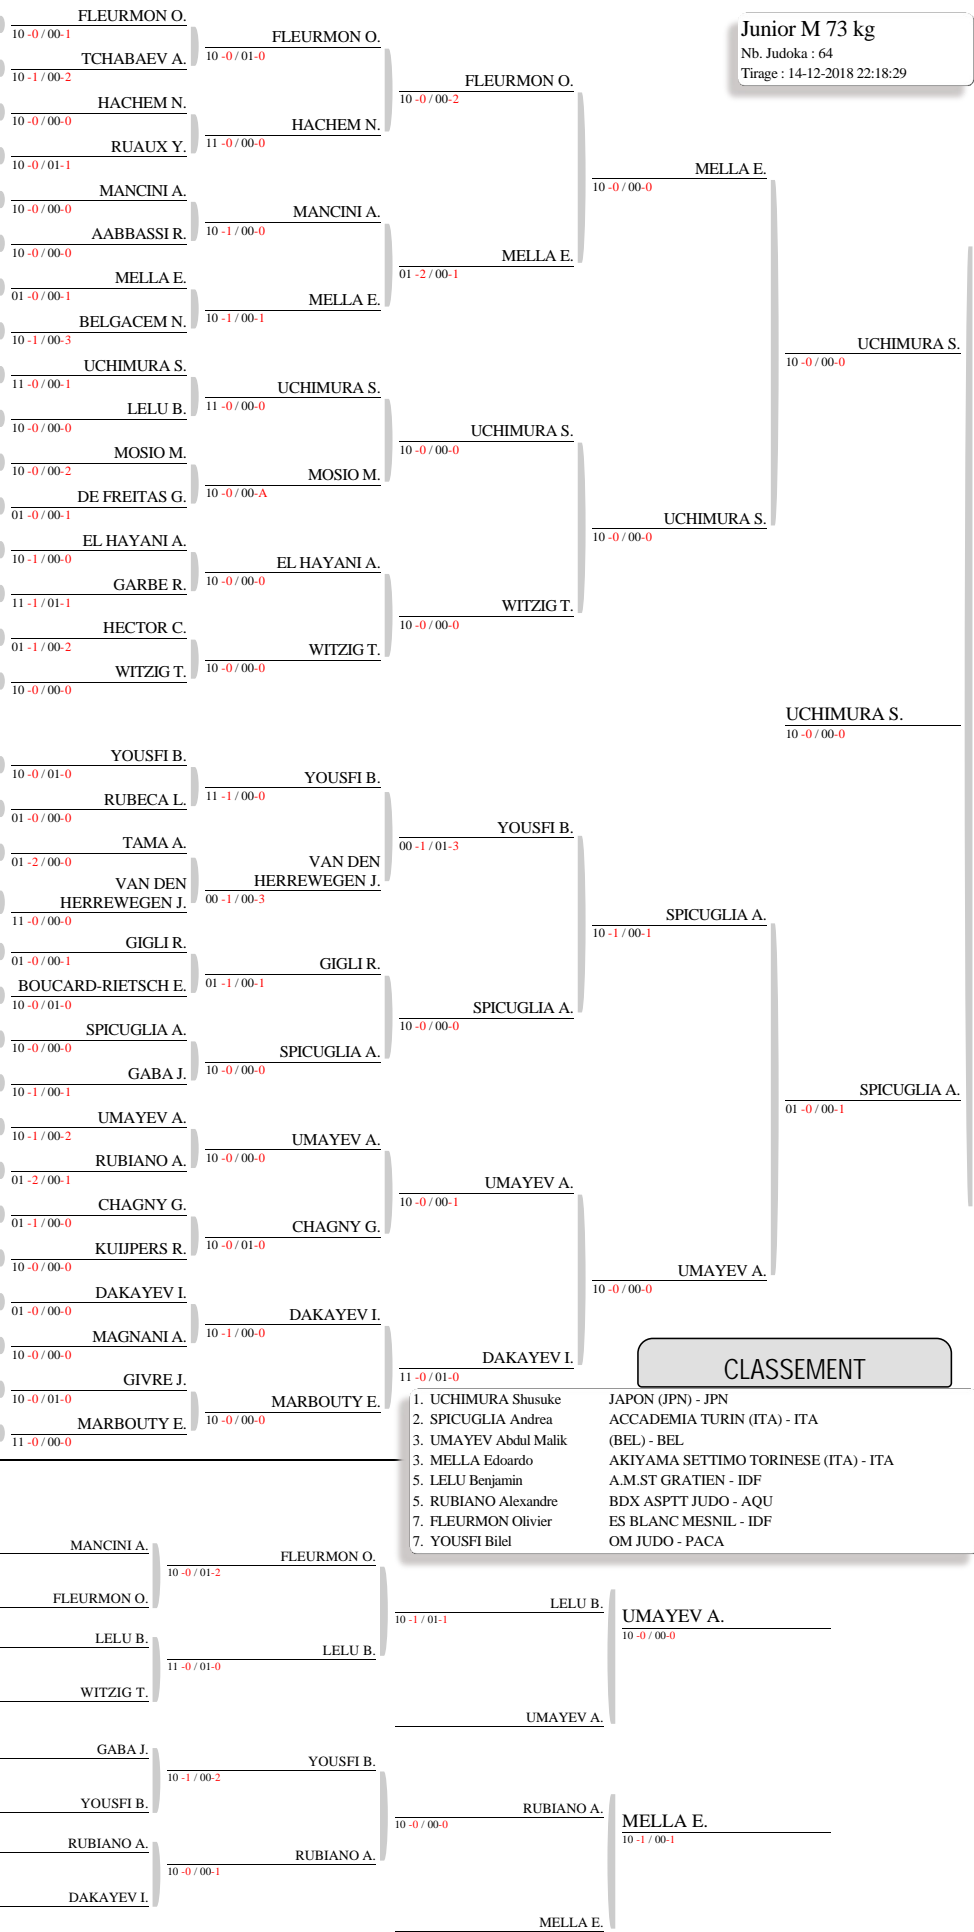 Junior M 73 kg
Nb. Judoka : 64
Tirage : 14-12-2018 22:18:29
FLEURMON O.
10 -0 / 00-1
TCHABAEV A.
10 -1 / 00-2
HACHEM N.
10 -0 / 00-0
RUAUX Y.
10 -0 / 01-1
MANCINI A.
10 -0 / 00-0
AABBASSI R.
10 -0 / 00-0
MELLA E.
01 -0 / 00-1
BELGACEM N.
10 -1 / 00-3
UCHIMURA S.
11 -0 / 00-1
LELU B.
10 -0 / 00-0
MOSIO M.
10 -0 / 00-2
DE FREITAS G.
01 -0 / 00-1
EL HAYANI A.
10 -1 / 00-0
GARBE R.
11 -1 / 01-1
HECTOR C.
01 -1 / 00-2
WITZIG T.
10 -0 / 00-0
YOUSFI B.
10 -0 / 01-0
RUBECA L.
01 -0 / 00-0
TAMA A.
01 -2 / 00-0
VAN DEN
HERREWEGEN J.
11 -0 / 00-0
GIGLI R.
01 -0 / 00-1
BOUCARD-RIETSCH E.
10 -0 / 01-0
SPICUGLIA A.
10 -0 / 00-0
GABA J.
10 -1 / 00-1
UMAYEV A.
10 -1 / 00-2
RUBIANO A.
01 -2 / 00-1
CHAGNY G.
01 -1 / 00-0
KUIJPERS R.
10 -0 / 00-0
DAKAYEV I.
01 -0 / 00-0
MAGNANI A.
10 -0 / 00-0
GIVRE J.
10 -0 / 01-0
MARBOUTY E.
11 -0 / 00-0
FLEURMON O.
10 -0 / 01-0
HACHEM N.
11 -0 / 00-0
MANCINI A.
10 -1 / 00-0
MELLA E.
10 -1 / 00-1
UCHIMURA S.
11 -0 / 00-0
MOSIO M.
10 -0 / 00-A
EL HAYANI A.
10 -0 / 00-0
WITZIG T.
10 -0 / 00-0
YOUSFI B.
11 -1 / 00-0
VAN DEN
HERREWEGEN J.
00 -1 / 00-3
GIGLI R.
01 -1 / 00-1
SPICUGLIA A.
10 -0 / 00-0
UMAYEV A.
10 -0 / 00-0
CHAGNY G.
10 -0 / 01-0
DAKAYEV I.
10 -1 / 00-0
MARBOUTY E.
10 -0 / 00-0
FLEURMON O.
10 -0 / 00-2
MELLA E.
01 -2 / 00-1
UCHIMURA S.
10 -0 / 00-0
WITZIG T.
10 -0 / 00-0
YOUSFI B.
00 -1 / 01-3
SPICUGLIA A.
10 -0 / 00-0
UMAYEV A.
10 -0 / 00-1
DAKAYEV I.
11 -0 / 01-0
MELLA E.
10 -0 / 00-0
UCHIMURA S.
10 -0 / 00-0
SPICUGLIA A.
10 -1 / 00-1
UMAYEV A.
10 -0 / 00-0
UCHIMURA S.
10 -0 / 00-0
SPICUGLIA A.
01 -0 / 00-1
UCHIMURA S.
10 -0 / 00-0
CLASSEMENT
1. UCHIMURA Shusuke JAPON (JPN) - JPN
2. SPICUGLIA Andrea ACCADEMIA TURIN (ITA) - ITA
3. UMAYEV Abdul Malik (BEL) - BEL
3. MELLA Edoardo AKIYAMA SETTIMO TORINESE (ITA) - ITA
5. LELU Benjamin A.M.ST GRATIEN - IDF
5. RUBIANO Alexandre BDX ASPTT JUDO - AQU
7. FLEURMON Olivier ES BLANC MESNIL - IDF
7. YOUSFI Bilel OM JUDO - PACA
MANCINI A.
FLEURMON O.
LELU B.
WITZIG T.
GABA J.
YOUSFI B.
RUBIANO A.
DAKAYEV I.
FLEURMON O.
10 -0 / 01-2
LELU B.
11 -0 / 01-0
YOUSFI B.
10 -1 / 00-2
RUBIANO A.
10 -0 / 00-1
LELU B.
10 -1 / 01-1
UMAYEV A.
RUBIANO A.
10 -0 / 00-0
MELLA E.
UMAYEV A.
10 -0 / 00-0
MELLA E.
10 -1 / 00-1